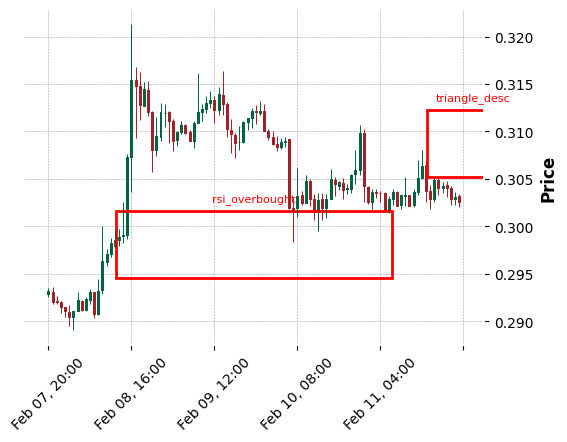 0.320
0.315
triangle_desc
0.310
0.305
rsi_overbought
0.300
0.295
0.290
Price
Feb 07, 20:00
Feb 08, 16:00
Feb 09, 12:00
Feb 10, 08:00
Feb 11, 04:00